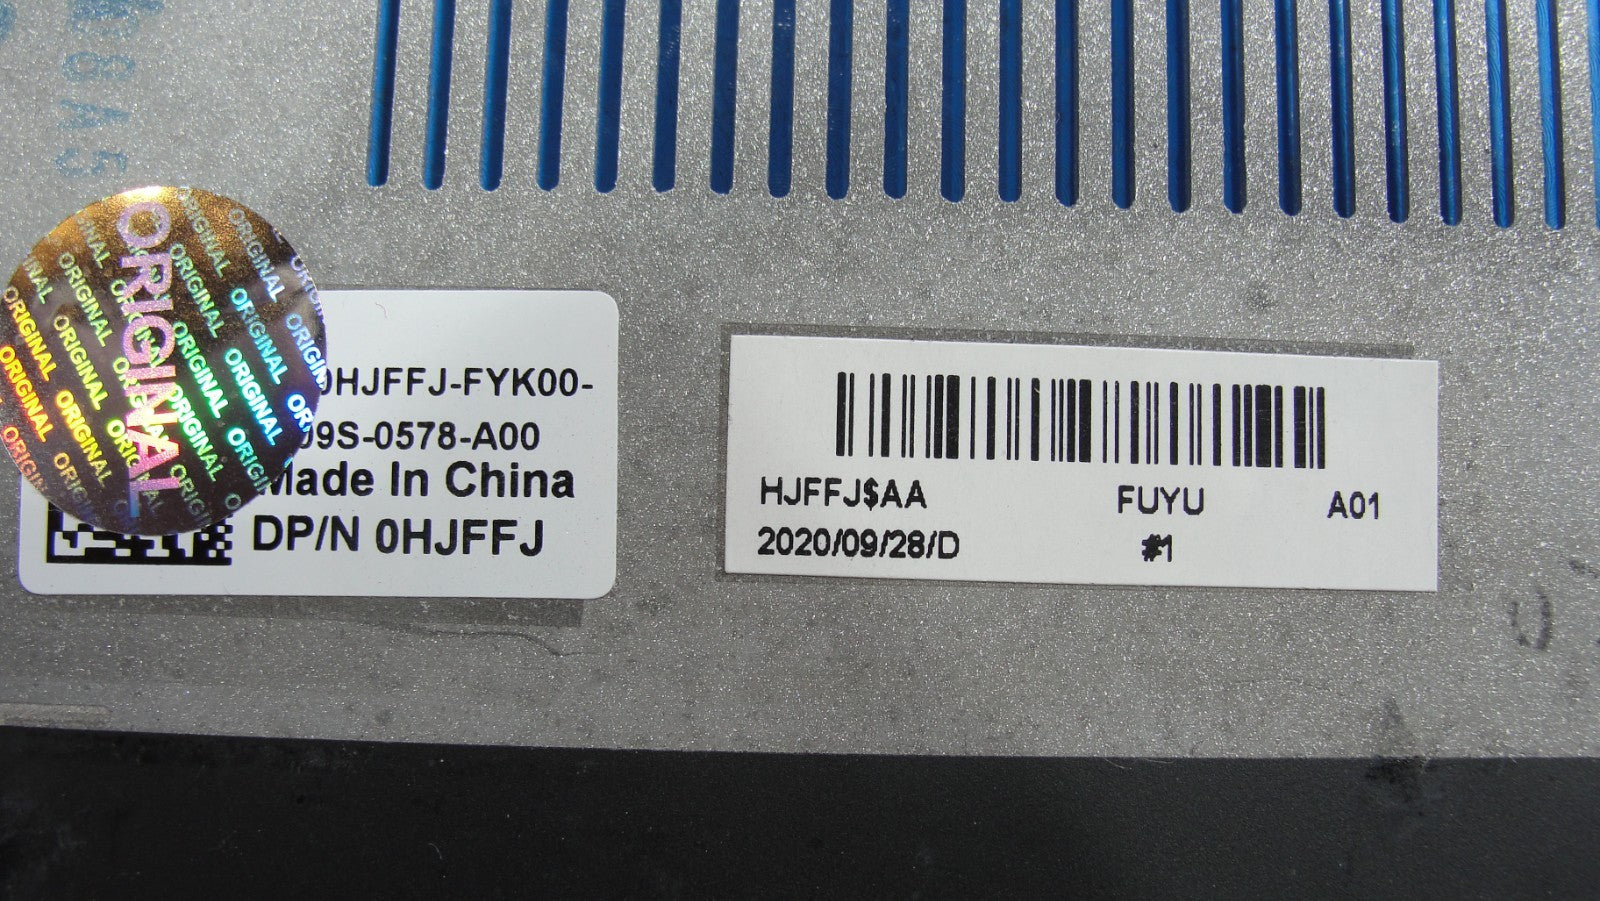 ORIGINAL
0HJFFJ-FYK00-
09S-0578-A00
Made In China
DP/N 0HJFFJ
HJFFJ$AA FUYU A01
2020/09/28/D #1